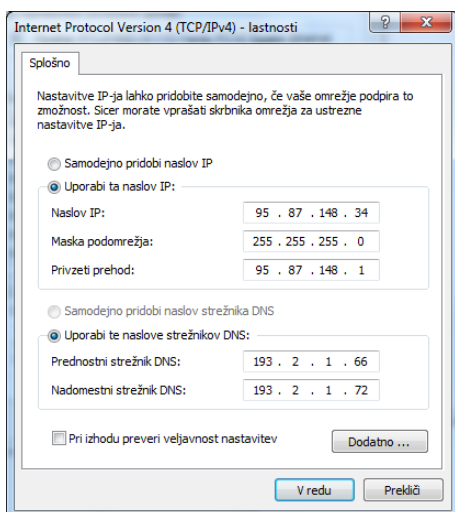 Internet Protocol Version 4 (TCP/IPv4) - lastnosti
Splošno
Nastavitve IP-ja lahko pridobite samodejno, če vaše omrežje podpira to
zmožnost. Sicer morate vprašati skrbnika omrežja za ustrezne
nastavitve IP-ja.
Samodejno pridobi naslov IP
Uporabi ta naslov IP:
Naslov IP: 95 . 87 . 148 . 34
Maska podomrežja: 255 . 255 . 255 . 0
Privzeti prehod: 95 . 87 . 148 . 1
Samodejno pridobi naslov strežnika DNS
Uporabi te naslove strežnikov DNS:
Prednostni strežnik DNS: 193 . 2 . 1 . 66
Nadomestni strežnik DNS: 193 . 2 . 1 . 72
Pri izhodu preveri veljavnost nastavitev
Dodatno ...
V redu Prekliči